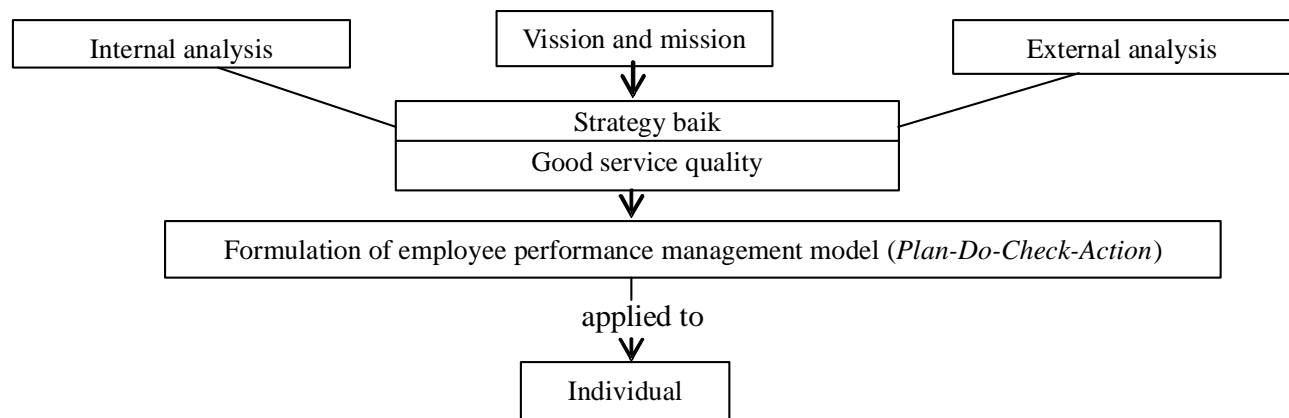 Internal analysis
Vission and mission
External analysis
Strategy baik
Good service quality
Formulation of employee performance management model (Plan-Do-Check-Action)
applied to
Individual